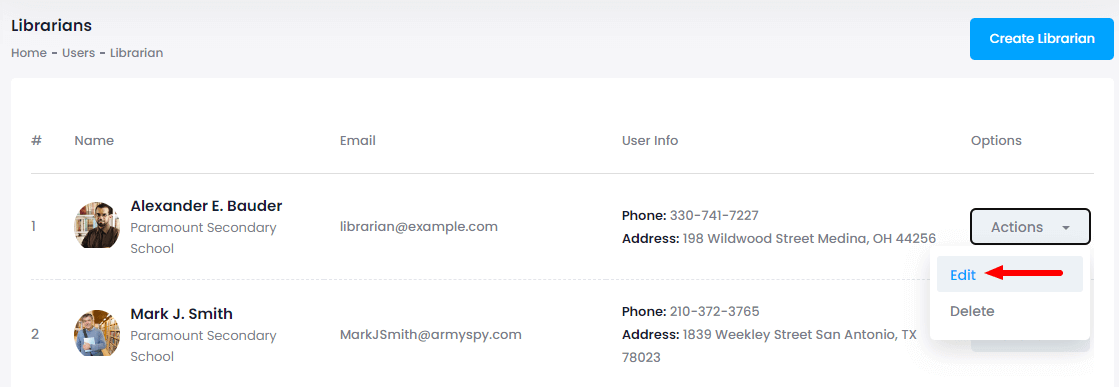 Librarians
Home - Users - Librarian
Create Librarian
# Name Email User Info Options
1
Alexander E. Bauder
Paramount Secondary
School
librarian@example.com
Phone: 330-741-7227
Address: 198 Wildwood Street Medina, OH 44256
Actions
Edit
Delete
2
Mark J. Smith
Paramount Secondary
School
MarkJSmith@armyspy.com
Phone: 210-372-3765
Address: 1839 Weekley Street San Antonio, TX
78023